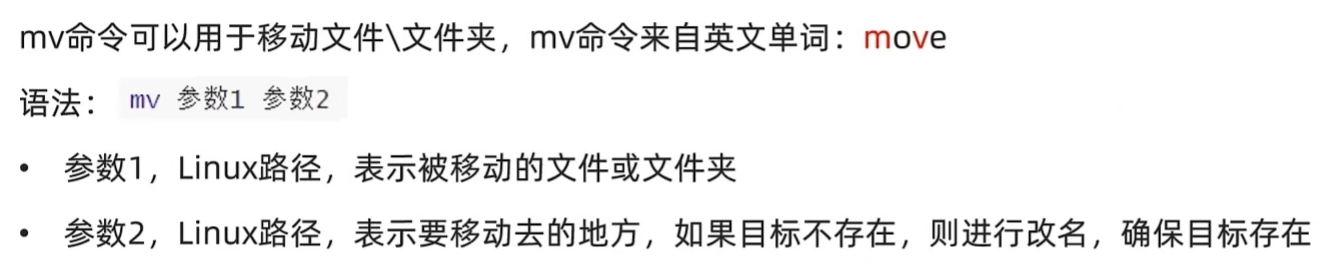 mv命令可以用于移动文件\文件夹，mv命令来自英文单词：move
语法： mv 参数1 参数2
• 参数1，Linux路径，表示被移动的文件或文件夹
• 参数2，Linux路径，表示要移动去的地方，如果目标不存在，则进行改名，确保目标存在